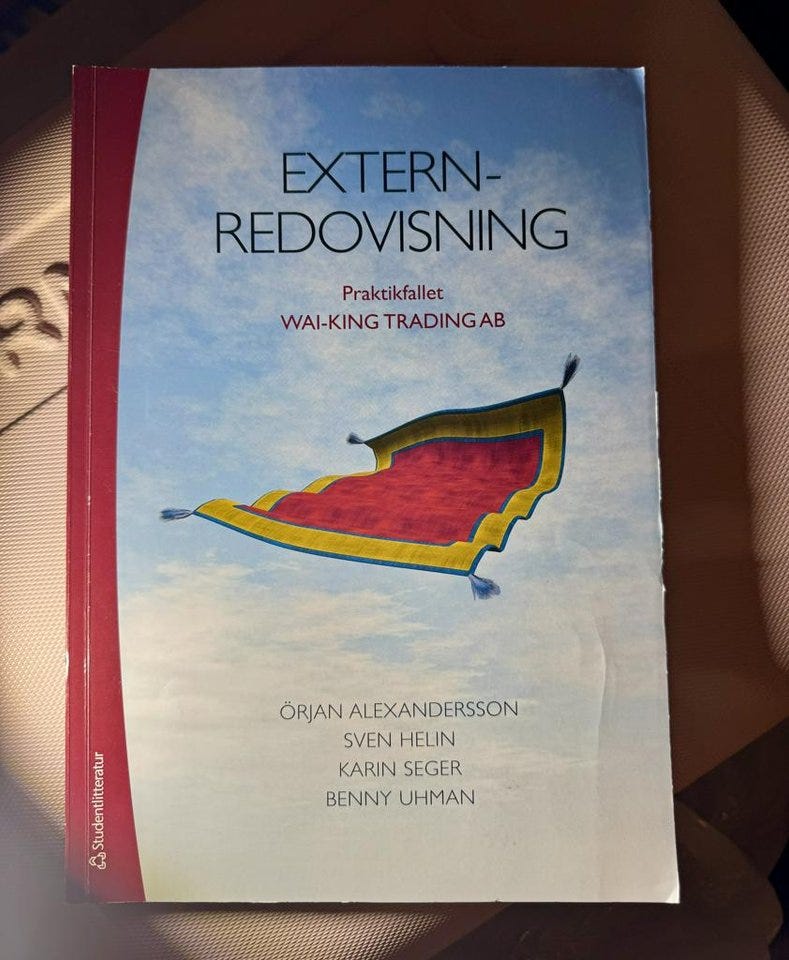 EXTERN-
REDOVISNING
Praktikfallet
WAI-KING TRADING AB
ÖRJAN ALEXANDERSSON
SVEN HELIN
KARIN SEGER
BENNY UHMAN
Studentlitteratur